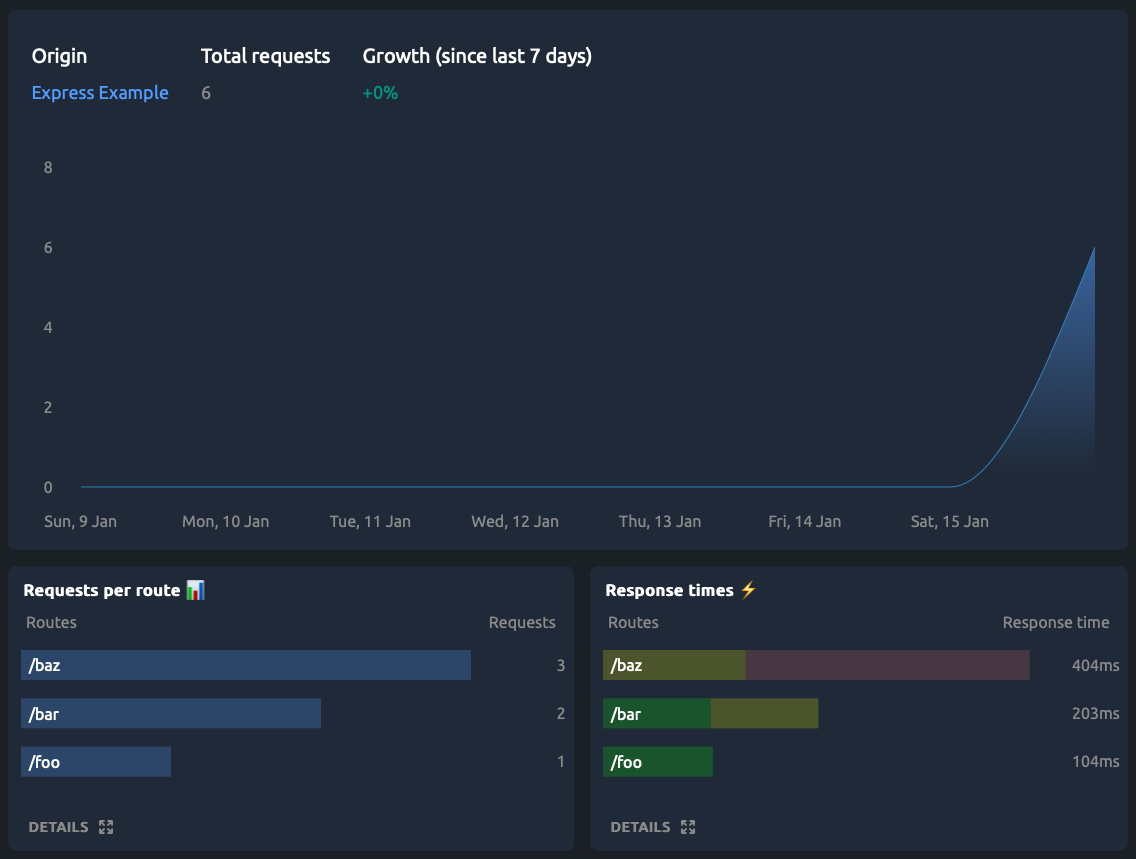 Origin Total requests Growth (since last 7 days)
Express Example 6 +0%
8
6
4
2
0
Sun, 9 Jan Mon, 10 Jan Tue, 11 Jan Wed, 12 Jan Thu, 13 Jan Fri, 14 Jan Sat, 15 Jan
Requests per route 📊
Routes Requests
/baz 3
/bar 2
/foo 1
DETAILS
Response times ⚡
Routes Response time
/baz 404ms
/bar 203ms
/foo 104ms
DETAILS